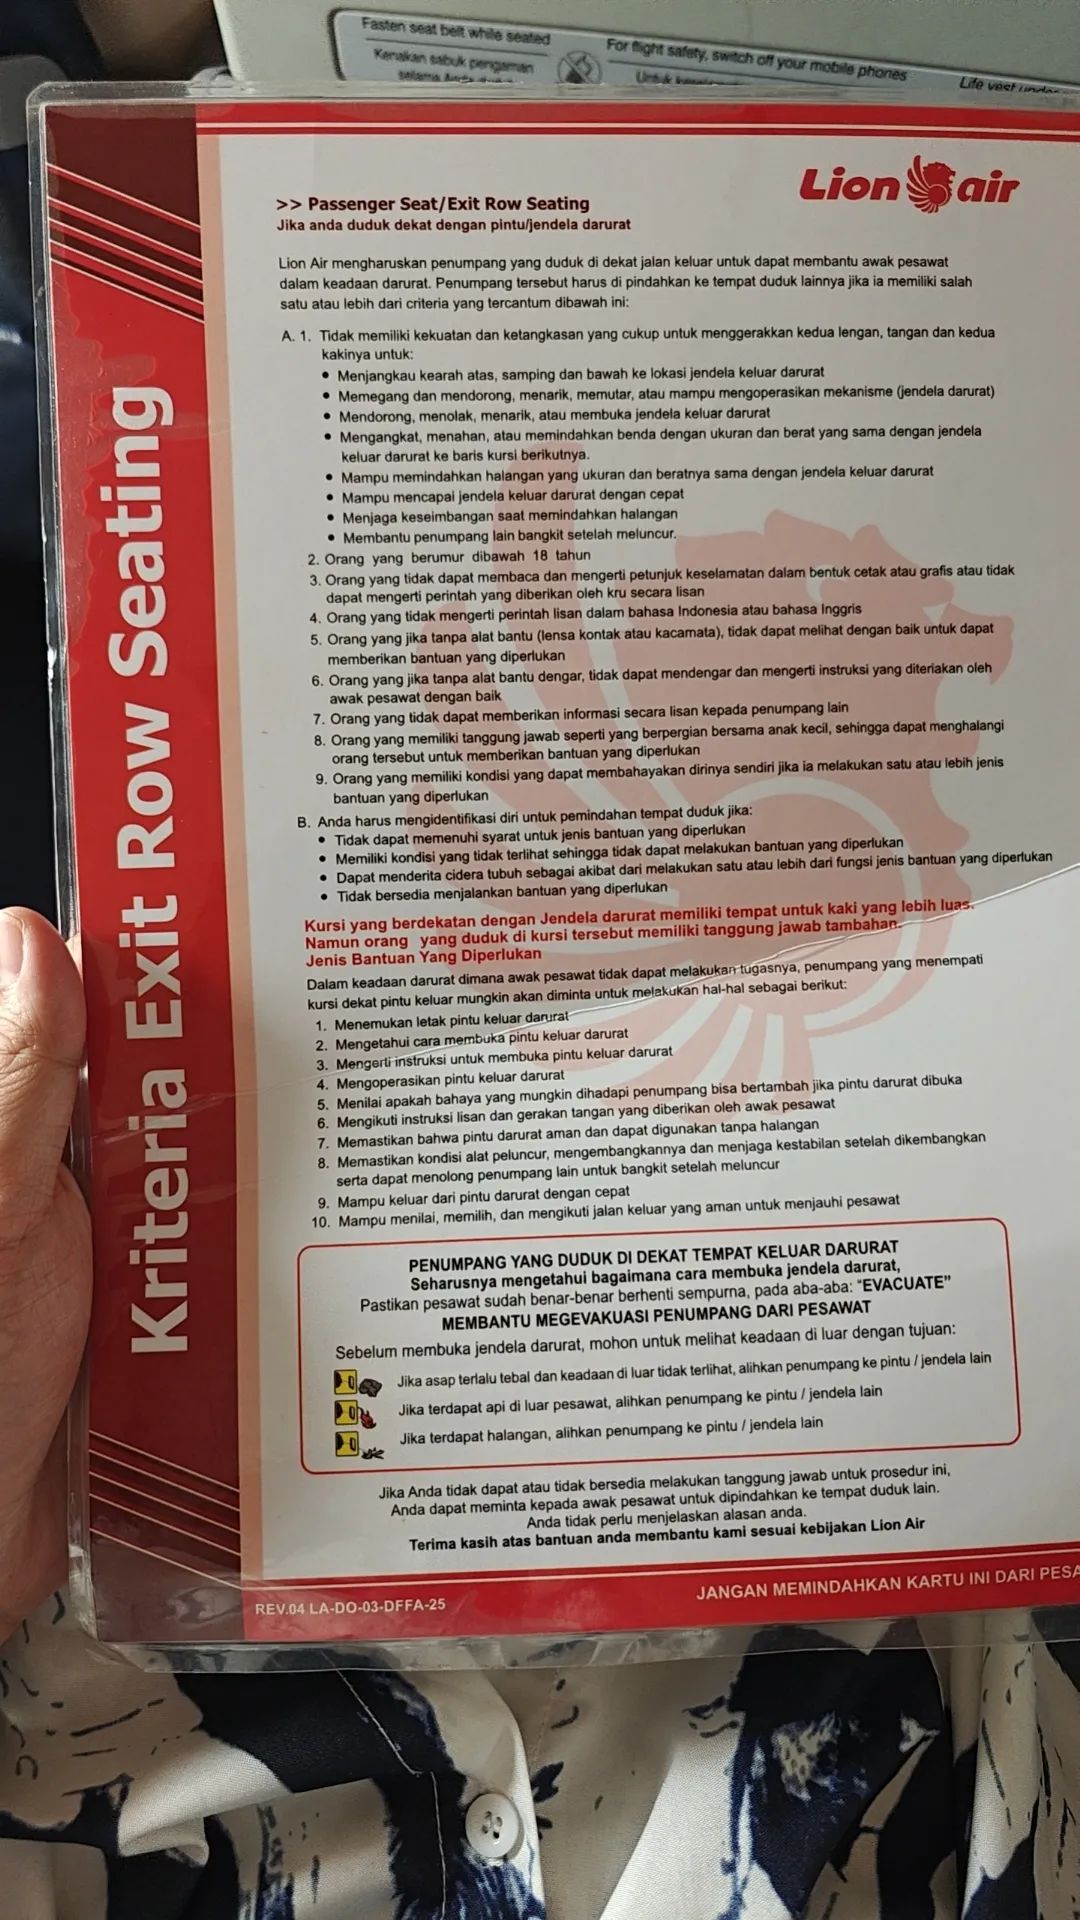 Fasten seat belt while seated
Kenakan sabuk pengaman
For flight safety, switch off your mobile phones
Life vest under
Kriteria Exit Row Seating
Lion air
>> Passenger Seat/Exit Row Seating
Jika anda duduk dekat dengan pintu/jendela darurat
Lion Air mengharuskan penumpang yang duduk di dekat jalan keluar untuk dapat membantu awak pesawat
dalam keadaan darurat. Penumpang tersebut harus di pindahkan ke tempat duduk lainnya jika ia memiliki salah
satu atau lebih dari criteria yang tercantum dibawah ini:
A. 1. Tidak memiliki kekuatan dan ketangkasan yang cukup untuk menggerakkan kedua lengan, tangan dan kedua
kakinya untuk:
• Menjangkau kearah atas, samping dan bawah ke lokasi jendela keluar darurat
• Memegang dan mendorong, menarik, memutar, atau mampu mengoperasikan mekanisme (jendela darurat)
• Mendorong, menolak, menarik, atau membuka jendela keluar darurat
• Mengangkat, menahan, atau memindahkan benda dengan ukuran dan berat yang sama dengan jendela
keluar darurat ke baris kursi berikutnya.
• Mampu memindahkan halangan yang ukuran dan beratnya sama dengan jendela keluar darurat
• Mampu mencapai jendela keluar darurat dengan cepat
• Menjaga keseimbangan saat memindahkan halangan
• Membantu penumpang lain bangkit setelah meluncur.
2. Orang yang berumur dibawah 18 tahun
3. Orang yang tidak dapat membaca dan mengerti petunjuk keselamatan dalam bentuk cetak atau grafis atau tidak
dapat mengerti perintah yang diberikan oleh kru secara lisan
4. Orang yang tidak mengerti perintah lisan dalam bahasa Indonesia atau bahasa Inggris
5. Orang yang jika tanpa alat bantu (lensa kontak atau kacamata), tidak dapat melihat dengan baik untuk dapat
memberikan bantuan yang diperlukan
6. Orang yang jika tanpa alat bantu dengar, tidak dapat mendengar dan mengerti instruksi yang diteriakan oleh
awak pesawat dengan baik
7. Orang yang tidak dapat memberikan informasi secara lisan kepada penumpang lain
8. Orang yang memiliki tanggung jawab seperti yang berpergian bersama anak kecil, sehingga dapat menghalangi
orang tersebut untuk memberikan bantuan yang diperlukan
9. Orang yang memiliki kondisi yang dapat membahayakan dirinya sendiri jika ia melakukan satu atau lebih jenis
bantuan yang diperlukan
B. Anda harus mengidentifikasi diri untuk pemindahan tempat duduk jika:
• Tidak dapat memenuhi syarat untuk jenis bantuan yang diperlukan
• Memiliki kondisi yang tidak terlihat sehingga tidak dapat melakukan bantuan yang diperlukan
• Dapat menderita cidera tubuh sebagai akibat dari melakukan satu atau lebih dari fungsi jenis bantuan yang diperlukan
• Tidak bersedia menjalankan bantuan yang diperlukan
Kursi yang berdekatan dengan Jendela darurat memiliki tempat untuk kaki yang lebih luas.
Namun orang yang duduk di kursi tersebut memiliki tanggung jawab tambahan.
Jenis Bantuan Yang Diperlukan
Dalam keadaan darurat dimana awak pesawat tidak dapat melakukan tugasnya, penumpang yang menempati
kursi dekat pintu keluar mungkin akan diminta untuk melakukan hal-hal sebagai berikut:
1. Menemukan letak pintu keluar darurat
2. Mengetahui cara membuka pintu keluar darurat
3. Mengerti instruksi untuk membuka pintu keluar darurat
4. Mengoperasikan pintu keluar darurat
5. Menilai apakah bahaya yang mungkin dihadapi penumpang bisa bertambah jika pintu darurat dibuka
6. Mengikuti instruksi lisan dan gerakan tangan yang diberikan oleh awak pesawat
7. Memastikan bahwa pintu darurat aman dan dapat digunakan tanpa halangan
8. Memastikan kondisi alat peluncur, mengembangkannya dan menjaga kestabilan setelah dikembangkan
serta dapat menolong penumpang lain untuk bangkit setelah meluncur
9. Mampu keluar dari pintu darurat dengan cepat
10. Mampu menilai, memilih, dan mengikuti jalan keluar yang aman untuk menjauhi pesawat
PENUMPANG YANG DUDUK DI DEKAT TEMPAT KELUAR DARURAT
Seharusnya mengetahui bagaimana cara membuka jendela darurat,
Pastikan pesawat sudah benar-benar berhenti sempurna, pada aba-aba: "EVACUATE"
MEMBANTU MEGEVAKUASI PENUMPANG DARI PESAWAT
Sebelum membuka jendela darurat, mohon untuk melihat keadaan di luar dengan tujuan:
Jika asap terlalu tebal dan keadaan di luar tidak terlihat, alihkan penumpang ke pintu / jendela lain
Jika terdapat api di luar pesawat, alihkan penumpang ke pintu / jendela lain
Jika terdapat halangan, alihkan penumpang ke pintu / jendela lain
Jika Anda tidak dapat atau tidak bersedia melakukan tanggung jawab untuk prosedur ini,
Anda dapat meminta kepada awak pesawat untuk dipindahkan ke tempat duduk lain.
Anda tidak perlu menjelaskan alasan anda.
Terima kasih atas bantuan anda membantu kami sesuai kebijakan Lion Air
REV.04 LA-DO-03-DFFA-25
JANGAN MEMINDAHKAN KARTU INI DARI PESA